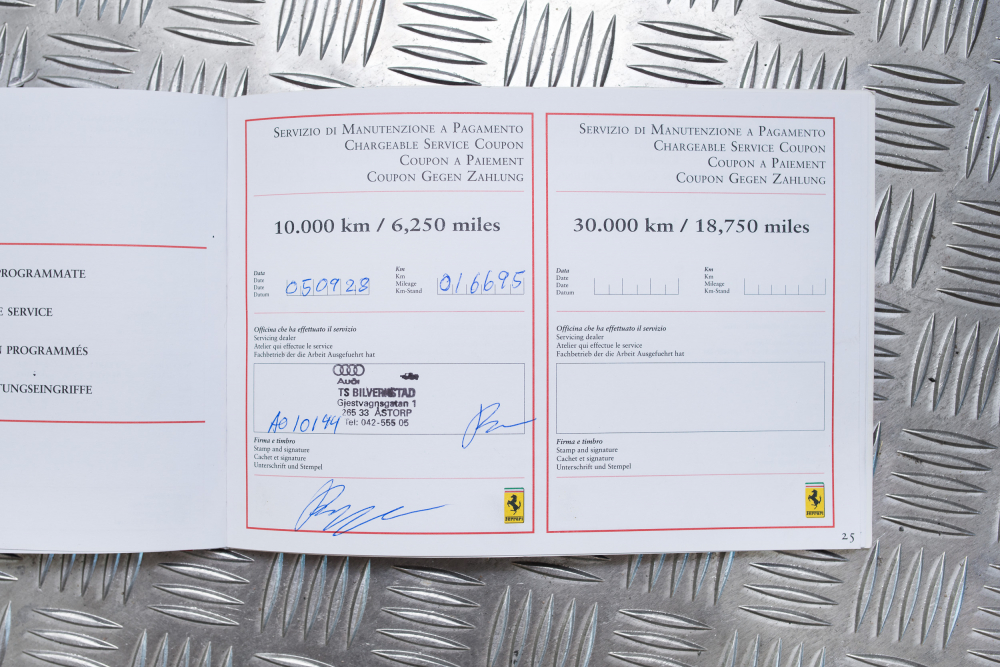 PROGRAMMATE
E SERVICE
N PROGRAMMÉS
TUNGSEINGRIFFE
Servizio di Manutenzione a Pagamento
Chargeable Service Coupon
Coupon a Paiement
Coupon Gegen Zahlung
10.000 km / 6,250 miles
Data
Date
Date
Datum
050928
Km
Km
Mileage
Km-Stand
016695
Officina che ha effettuato il servizio
Servicing dealer
Atelier qui effectue le service
Fachbetrieb der die Arbeit Ausgefuehrt hat
Audi
TS BILVERKSTAD
Gjestvagnsgatan 1
265 33 ÅSTORP
Tel: 042-555 05
AO 10144
Firma e timbro
Stamp and signature
Cachet et signature
Unterschrift und Stempel
Ferrari
Servizio di Manutenzione a Pagamento
Chargeable Service Coupon
Coupon a Paiement
Coupon Gegen Zahlung
30.000 km / 18,750 miles
Data
Date
Date
Datum
Km
Km
Mileage
Km-Stand
Officina che ha effettuato il servizio
Servicing dealer
Atelier qui effectue le service
Fachbetrieb der die Arbeit Ausgefuehrt hat
Firma e timbro
Stamp and signature
Cachet et signature
Unterschrift und Stempel
Ferrari
25